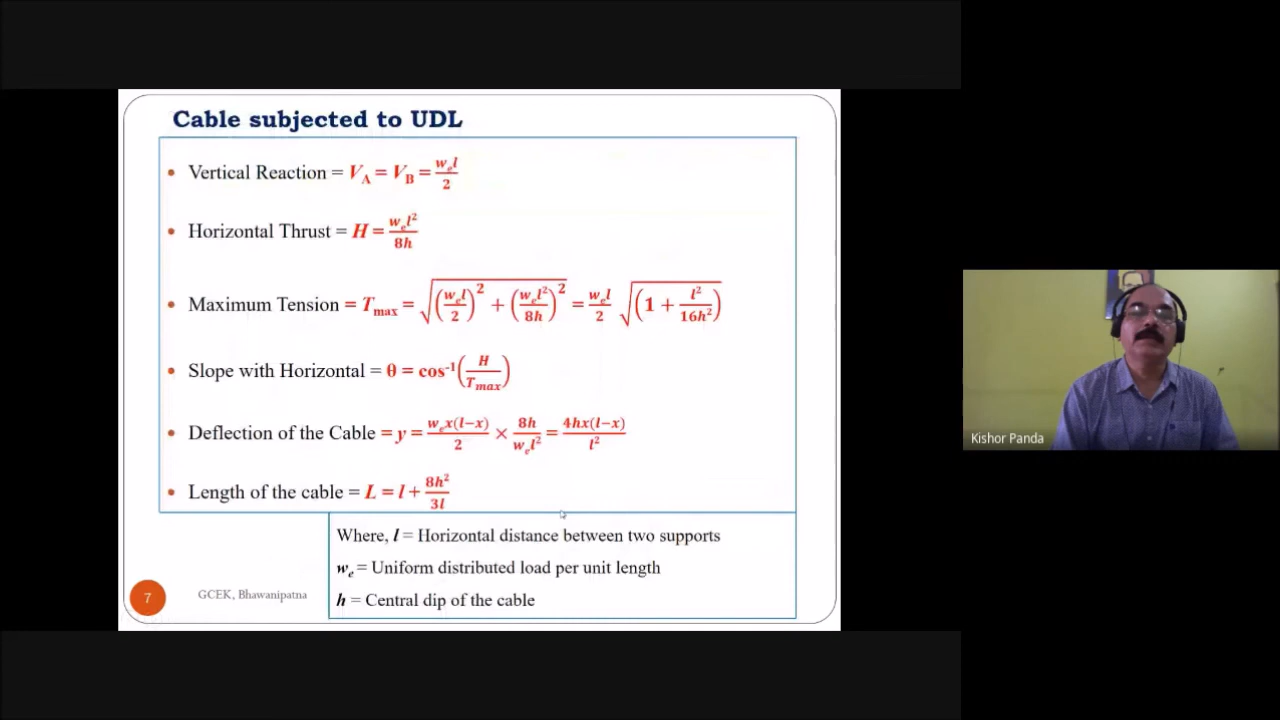 Cable subjected to UDL
• Vertical Reaction = V_A = V_B = w_e l / 2
• Horizontal Thrust = H = w_e l² / 8h
• Maximum Tension = T_max = √((w_e l / 2)² + (w_e l² / 8h)²) = w_e l / 2 √(1 + l² / 16h²)
• Slope with Horizontal = θ = cos⁻¹(H / T_max)
• Deflection of the Cable = y = w_e x(l−x) / 2 × 8h / w_e l² = 4hx(l−x) / l²
• Length of the cable = L = l + 8h² / 3l
Where, l = Horizontal distance between two supports
w_e = Uniform distributed load per unit length
h = Central dip of the cable
7
GCEK, Bhawanipatna
Kishor Panda